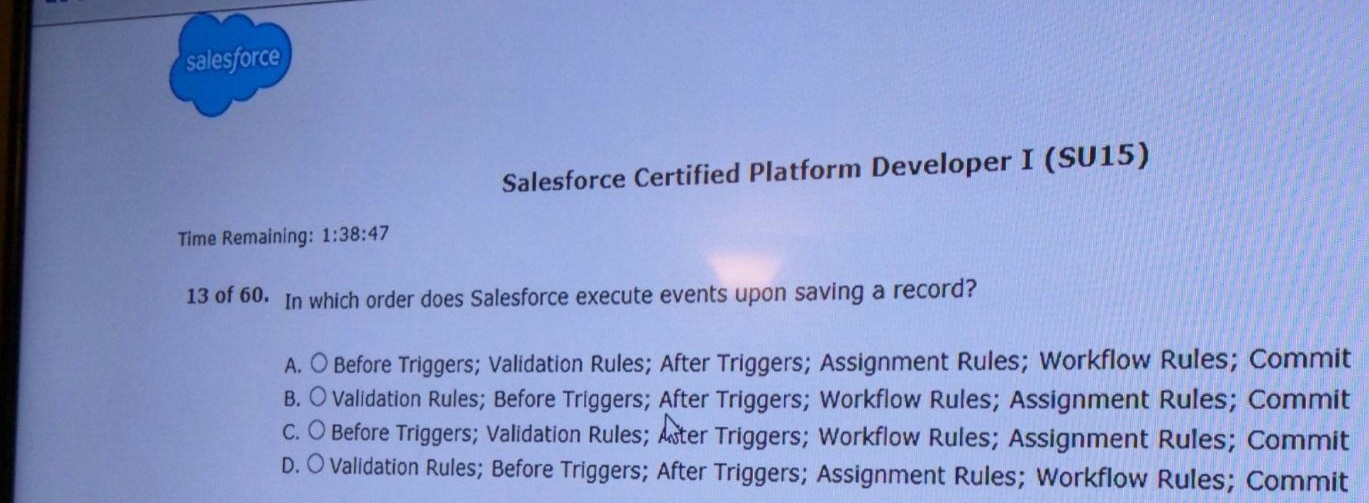 salesforce
Salesforce Certified Platform Developer I (SU15)
Time Remaining: 1:38:47
13 of 60. In which order does Salesforce execute events upon saving a record?
A. Before Triggers; Validation Rules; After Triggers; Assignment Rules; Workflow Rules; Commit
B. Validation Rules; Before Triggers; After Triggers; Workflow Rules; Assignment Rules; Commit
C. Before Triggers; Validation Rules; After Triggers; Workflow Rules; Assignment Rules; Commit
D. Validation Rules; Before Triggers; After Triggers; Assignment Rules; Workflow Rules; Commit